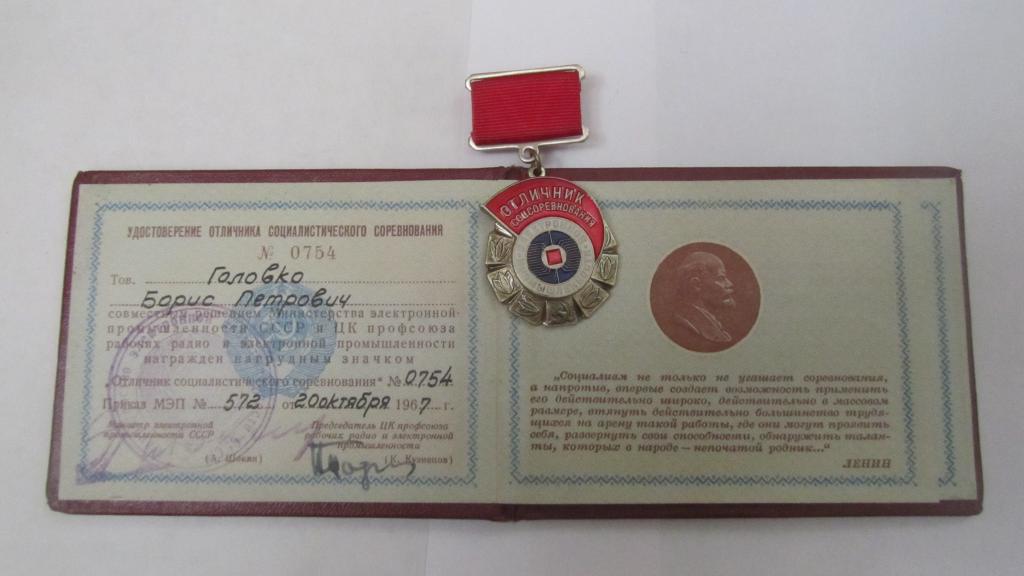 УДОСТОВЕРЕНИЕ ОТЛИЧНИКА СОЦИАЛИСТИЧЕСКОГО СОРЕВНОВАНИЯ
№ 0754
Тов. Головко
Борис Петрович
совместным решением Министерства электронной
промышленности СССР и ЦК профсоюза
рабочих радио и электронной промышленности
награжден нагрудным значком
„Отличник социалистического соревнования" № 0754
Приказ МЭП № 572 от 20 октября 1967 г.
Министр электронной
промышленности СССР
(А. Шокин)
Председатель ЦК профсоюза
рабочих радио и электронной
промышленности
(К. Кузнецов)
ОТЛИЧНИК
СОЦСОРЕВНОВАНИЯ
„Социализм не только не угашает соревнования,
а напротив, впервые создает возможность применить
его действительно широко, действительно в массовом
размере, втянуть действительно большинство трудя-
щихся на арену такой работы, где они могут проявить
себя, развернуть свои способности, обнаружить талан-
ты, которых в народе — непочатой родник..."
ЛЕНИН